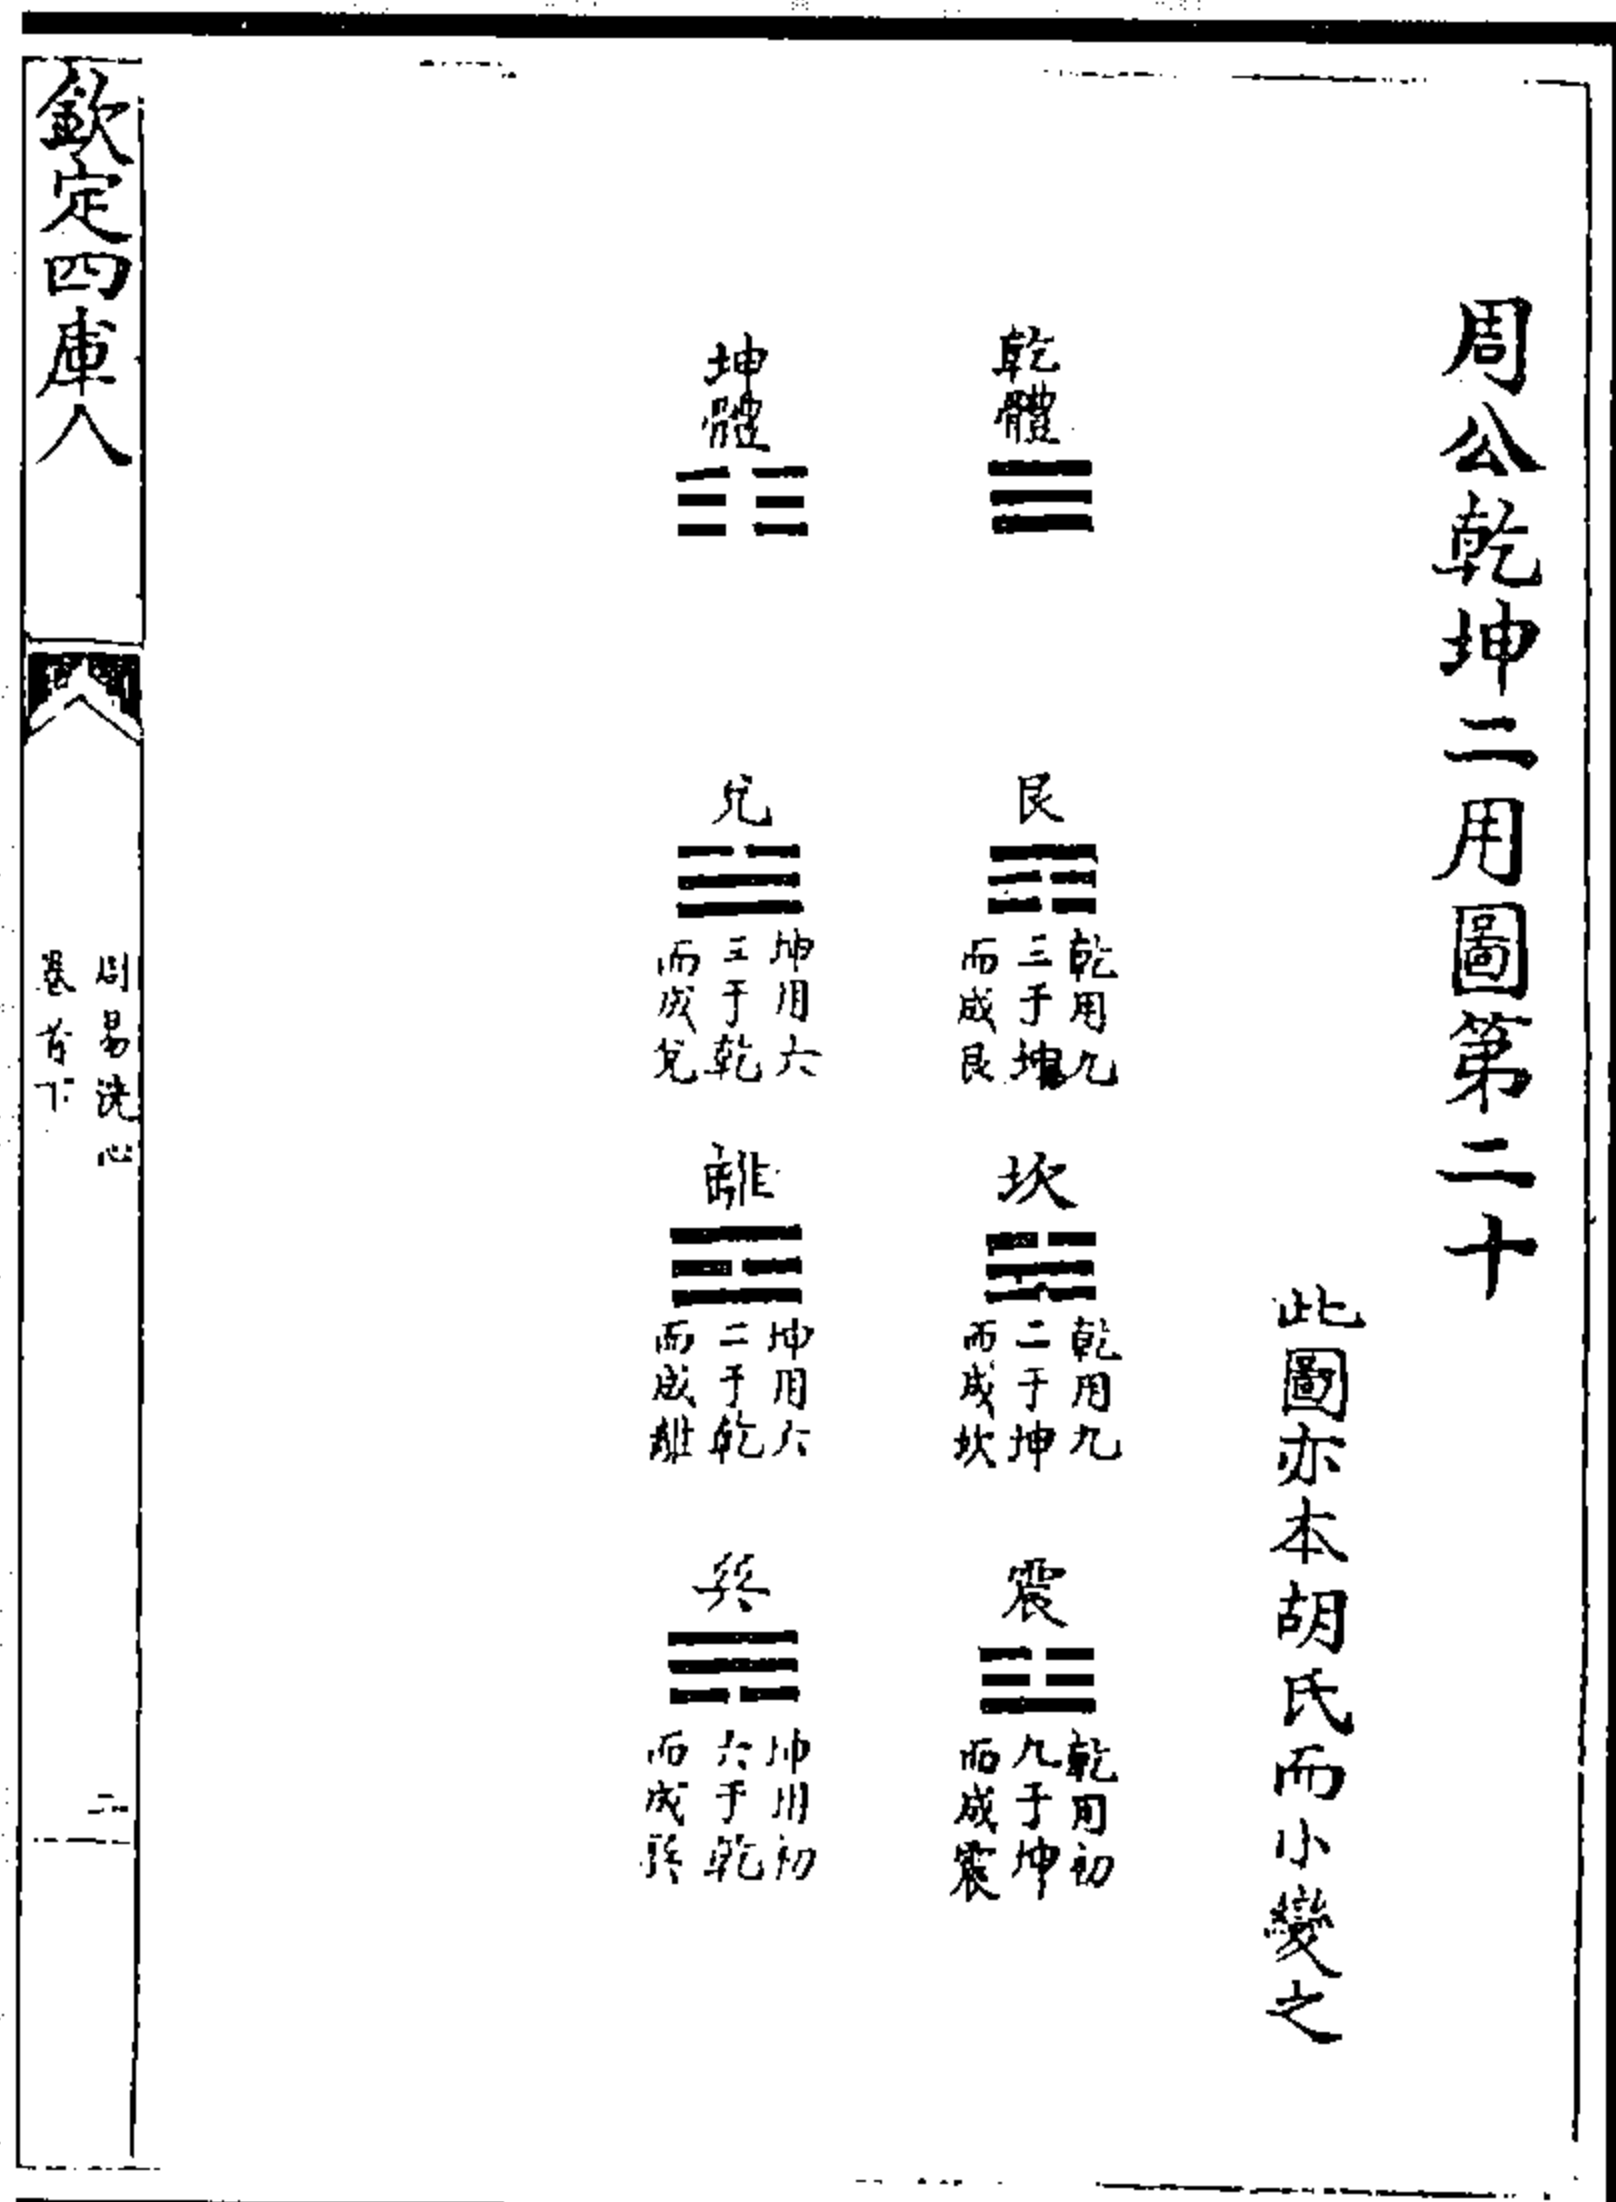 周公乾坤二用圖第二十
此圖亦本胡氏而小變之
乾體
艮
乾用九
三于坤
而成艮
坎
乾用九
二于坤
而成坎
震
乾用初
九于坤
而成震
坤體
兌
坤用六
三于乾
而成兌
離
坤用六
二于乾
而成離
巽
坤用初
六于乾
而成巽
欽定四庫
周易洗心
卷首下